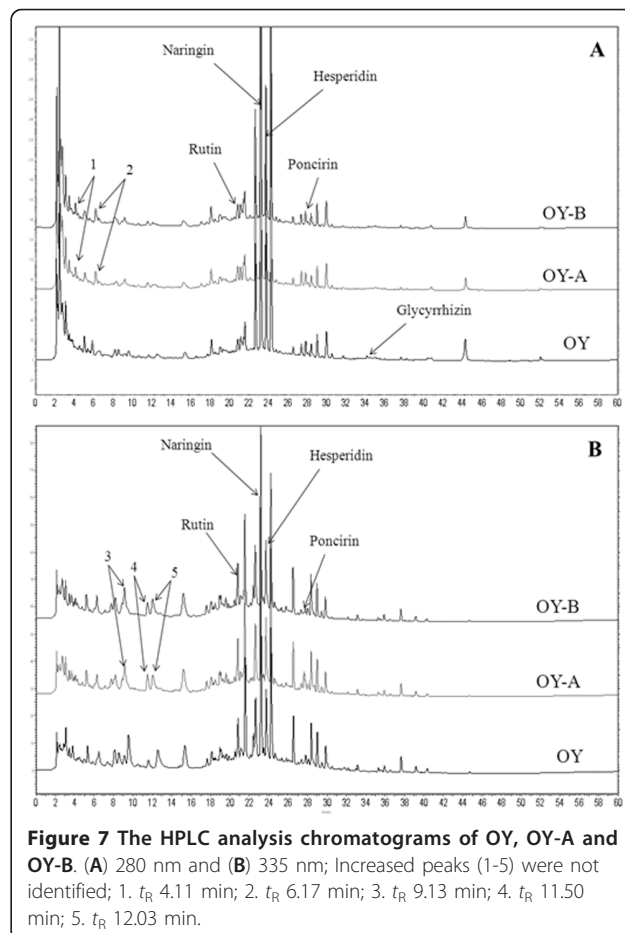 A
Naringin
Hesperidin
Rutin
Poncirin
1
2
OY-B
OY-A
Glycyrrhizin
OY
0 2 4 6 8 10 12 14 16 18 20 22 24 26 28 30 32 34 36 38 40 42 44 46 48 50 52 54 56 58 60
B
Naringin
Hesperidin
Rutin
Poncirin
3
4
5
OY-B
OY-A
OY
0 2 4 6 8 10 12 14 16 18 20 22 24 26 28 30 32 34 36 38 40 42 44 46 48 50 52 54 56 58 60
Figure 7 The HPLC analysis chromatograms of OY, OY-A and
OY-B. (A) 280 nm and (B) 335 nm; Increased peaks (1-5) were not
identified; 1. tR 4.11 min; 2. tR 6.17 min; 3. tR 9.13 min; 4. tR 11.50
min; 5. tR 12.03 min.